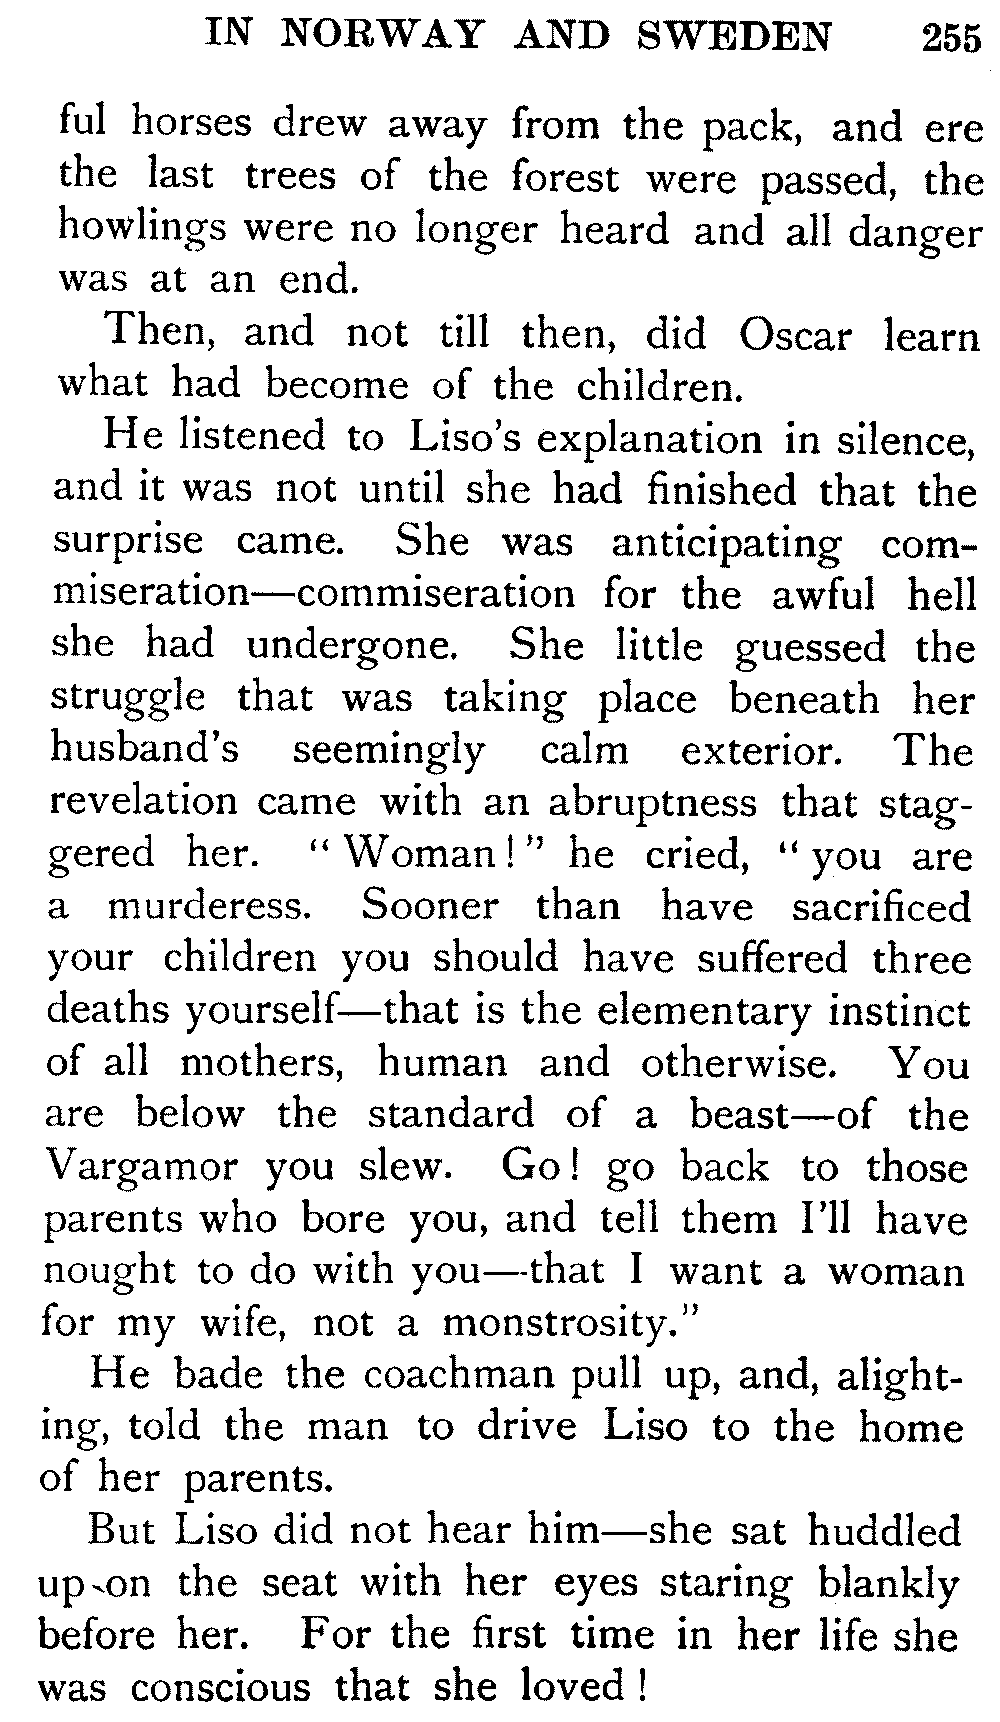 IN NORWAY AND SWEDEN 255
ful horses drew away from the pack, and ere
the last trees of the forest were passed, the
howlings were no longer heard and all danger
was at an end.
Then, and not till then, did Oscar learn
what had become of the children.
He listened to Liso's explanation in silence,
and it was not until she had finished that the
surprise came. She was anticipating com-
miseration—commiseration for the awful hell
she had undergone. She little guessed the
struggle that was taking place beneath her
husband's seemingly calm exterior. The
revelation came with an abruptness that stag-
gered her. “Woman!” he cried, “you are
a murderess. Sooner than have sacrificed
your children you should have suffered three
deaths yourself—that is the elementary instinct
of all mothers, human and otherwise. You
are below the standard of a beast—of the
Vargamor you slew. Go! go back to those
parents who bore you, and tell them I'll have
nought to do with you—that I want a woman
for my wife, not a monstrosity.”
He bade the coachman pull up, and, alight-
ing, told the man to drive Liso to the home
of her parents.
But Liso did not hear him—she sat huddled
up on the seat with her eyes staring blankly
before her. For the first time in her life she
was conscious that she loved!